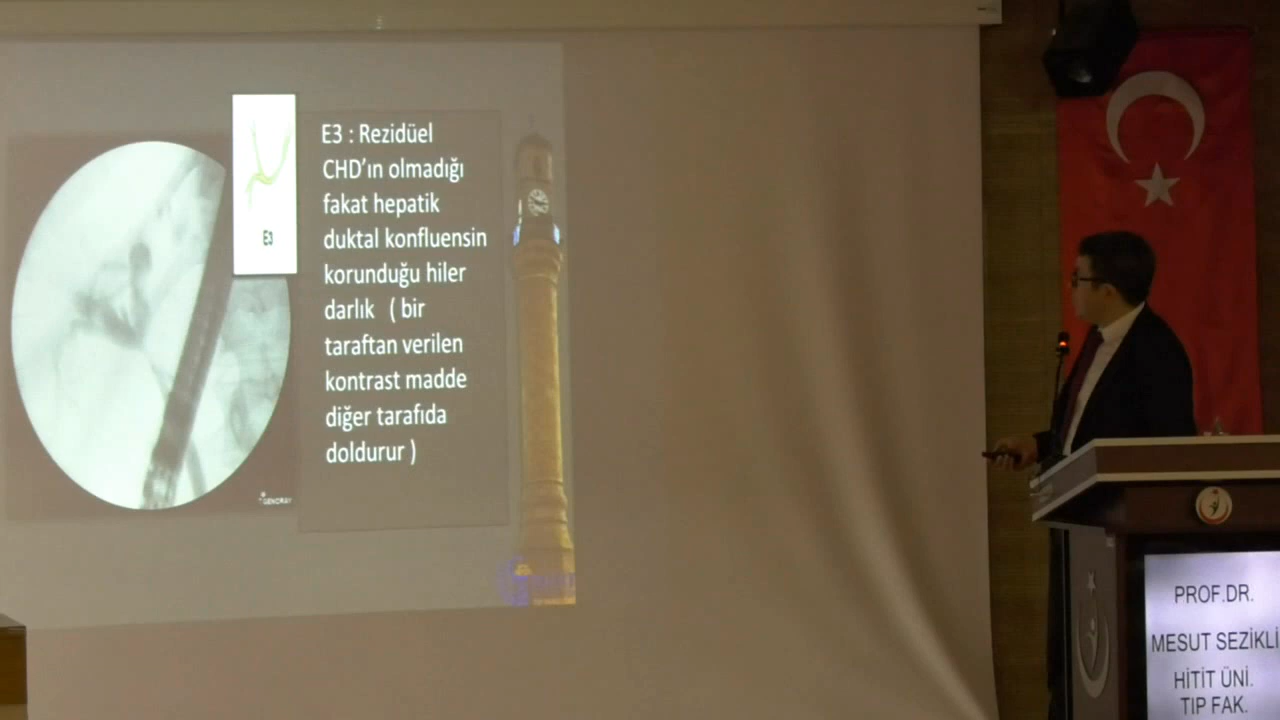 E3 : Rezidüel
CHD'ın olmadığı
fakat hepatik
duktal konfluensin
korunduğu hiler
darlık ( bir
taraftan verilen
kontrast madde
diğer tarafıda
doldurur )
E3
GENORAY
PROF.DR.
MESUT SEZİKLİ
HİTİT ÜNİ.
TIP FAK.